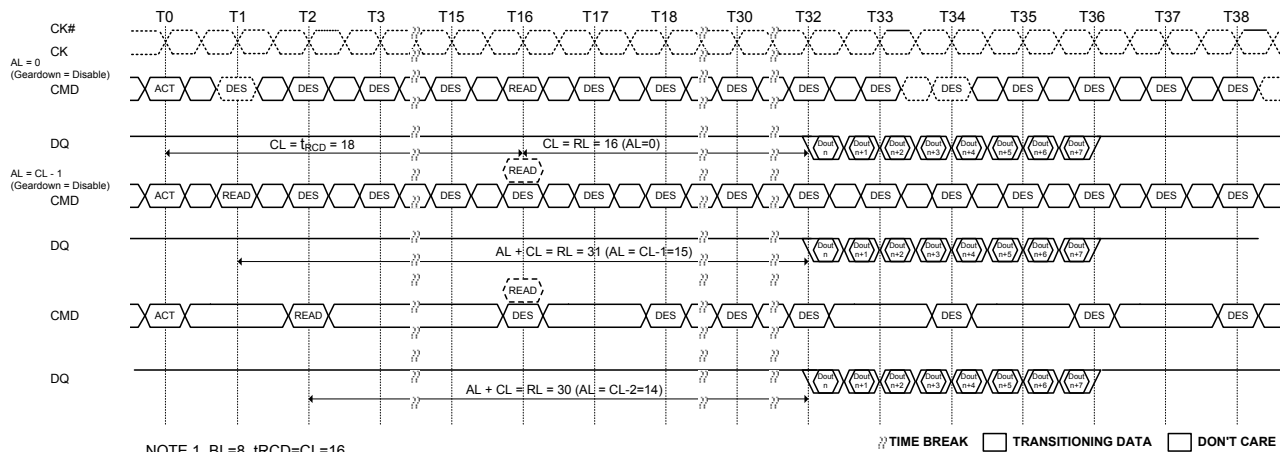 T0 T1 T2 T3 T15 T16 T17 T18 T30 T32 T33 T34 T35 T36 T37 T38
CK#
CK
AL = 0
(Geardown = Disable)
CMD ACT DES DES DES DES READ DES DES DES DES DES DES DES DES DES DES
DQ Dout n Dout n+1 Dout n+2 Dout n+3 Dout n+4 Dout n+5 Dout n+6 Dout n+7
CL = tRCD = 18 CL = RL = 16 (AL=0)
READ
AL = CL - 1
(Geardown = Disable)
CMD ACT READ DES DES DES DES DES DES DES DES DES DES DES DES DES DES
DQ Dout n Dout n+1 Dout n+2 Dout n+3 Dout n+4 Dout n+5 Dout n+6 Dout n+7
AL + CL = RL = 31 (AL = CL-1=15)
READ
CMD ACT READ DES DES DES DES DES DES DES
DQ Dout n Dout n+1 Dout n+2 Dout n+3 Dout n+4 Dout n+5 Dout n+6 Dout n+7
AL + CL = RL = 30 (AL = CL-2=14)
TIME BREAK TRANSITIONING DATA DON'T CARE
NOTE 1 BL=8, tRCD=CL=16